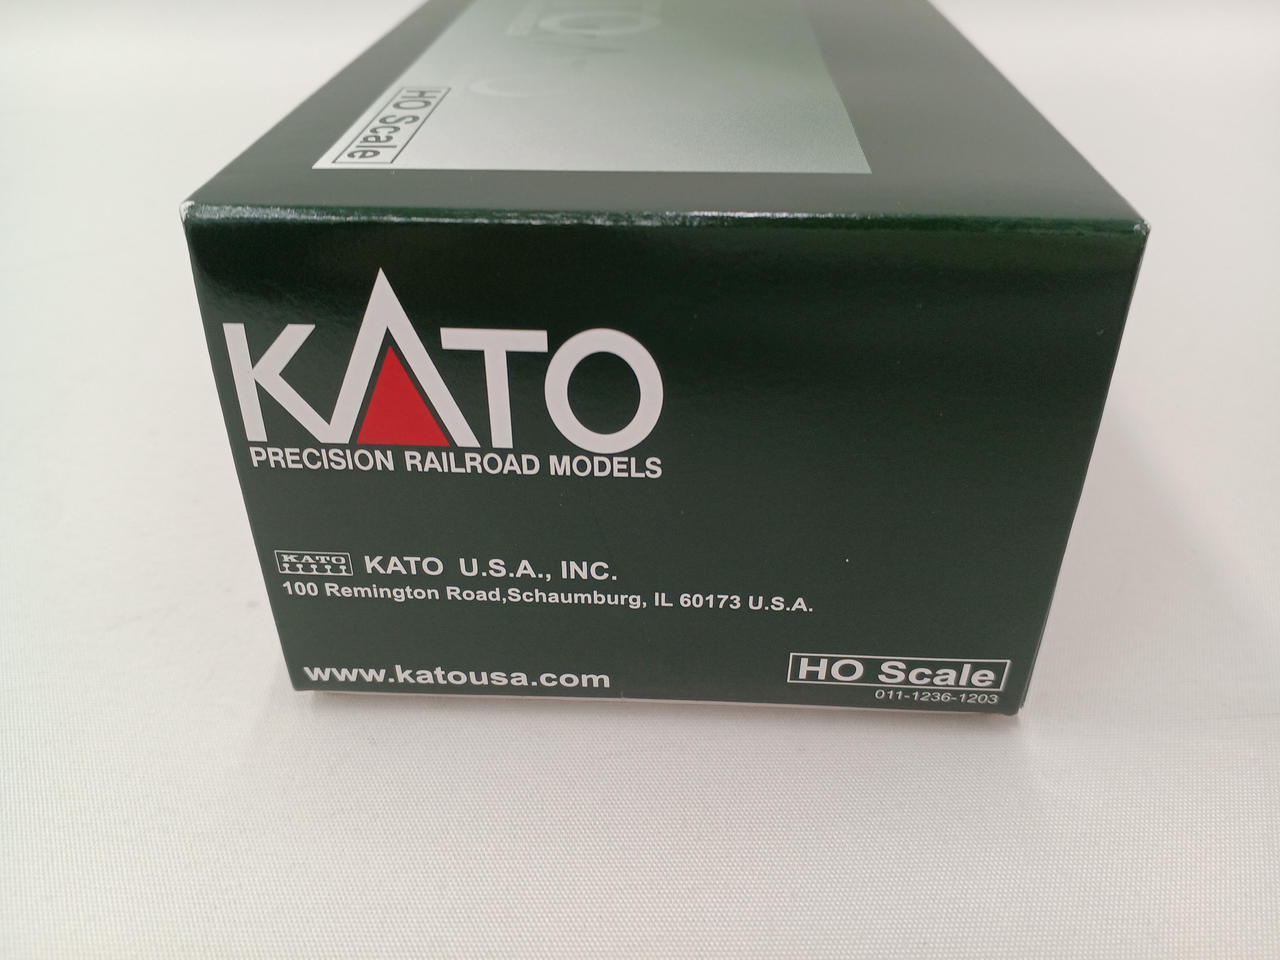 HO Scale
KATO
PRECISION RAILROAD MODELS
KATO
KATO U.S.A., INC.
100 Remington Road,Schaumburg, IL 60173 U.S.A.
www.katousa.com
HO Scale
011-1236-1203